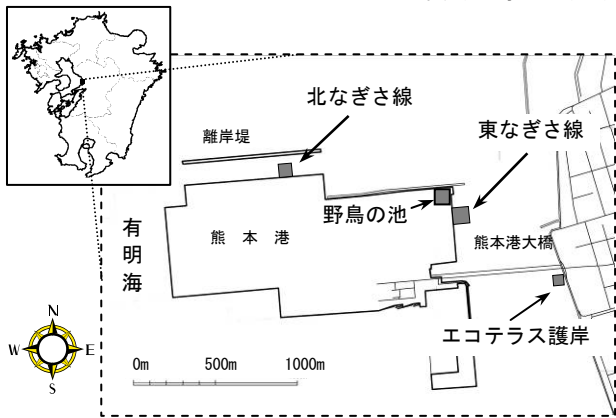 北なぎさ線
離岸堤
東なぎさ線
野鳥の池
有明海
熊本港
熊本港大橋
エコテラス護岸
N
W
E
S
0m
500m
1000m